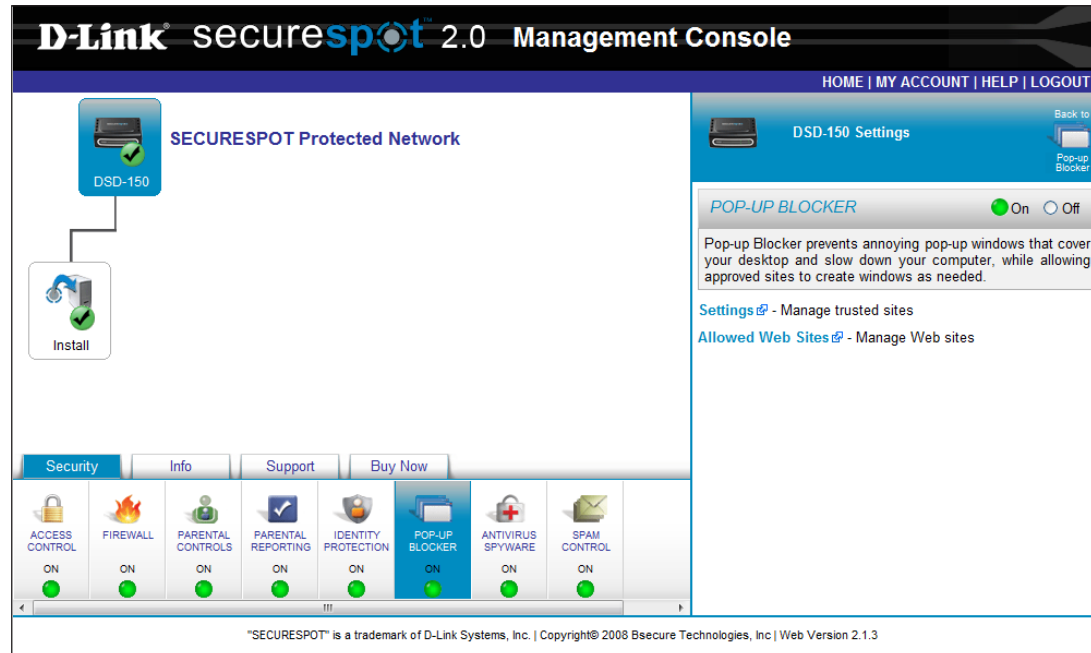 D-Link® securespot™ 2.0 Management Console
HOME | MY ACCOUNT | HELP | LOGOUT
DSD-150
SECURESPOT Protected Network
Install
DSD-150 Settings
Back to
Pop-up
Blocker
POP-UP BLOCKER
On
Off
Pop-up Blocker prevents annoying pop-up windows that cover
your desktop and slow down your computer, while allowing
approved sites to create windows as needed.
Settings - Manage trusted sites
Allowed Web Sites - Manage Web sites
Security
Info
Support
Buy Now
ACCESS
CONTROL
ON
FIREWALL
ON
PARENTAL
CONTROLS
ON
PARENTAL
REPORTING
ON
IDENTITY
PROTECTION
ON
POP-UP
BLOCKER
ON
ANTIVIRUS
SPYWARE
ON
SPAM
CONTROL
ON
"SECURESPOT" is a trademark of D-Link Systems, Inc. | Copyright© 2008 Bsecure Technologies, Inc | Web Version 2.1.3